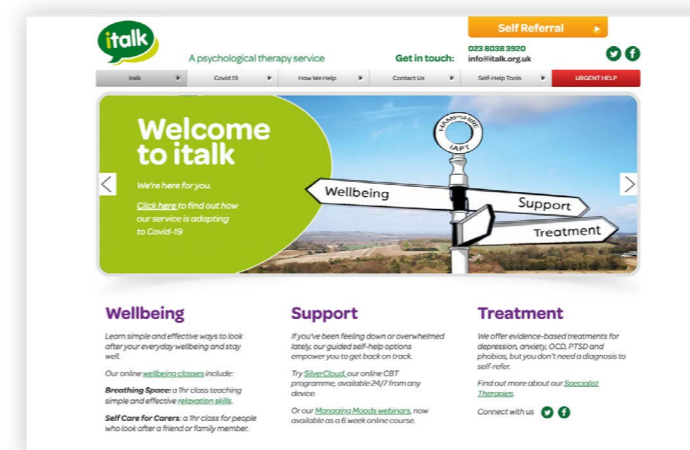 italk
A psychological therapy service
Self Referral
Get in touch:
023 8038 3920
info@italk.org.uk
italk
Covid 19
How We Help
Contact Us
Self-Help Tools
URGENT HELP
Welcome
to italk
We're here for you.
Click here to find out how
our service is adapting
to Covid-19
HAMPSHIRE
IAPT
Wellbeing
Support
Treatment
Wellbeing
Learn simple and effective ways to look
after your everyday wellbeing and stay
well.
Our online wellbeing classes include:
Breathing Space: a 1hr class teaching
simple and effective relaxation skills.
Self Care for Carers: a 1hr class for people
who look after a friend or family member.
Support
If you've been feeling down or overwhelmed
lately, our guided self-help options
empower you to get back on track.
Try SilverCloud, our online CBT
programme, available 24/7 from any
device.
Or our Managing Moods webinars, now
available as a 6 week online course.
Treatment
We offer evidence-based treatments for
depression, anxiety, OCD, PTSD and
phobias, but you don't need a diagnosis to
self-refer.
Find out more about our Specialist
Therapies.
Connect with us